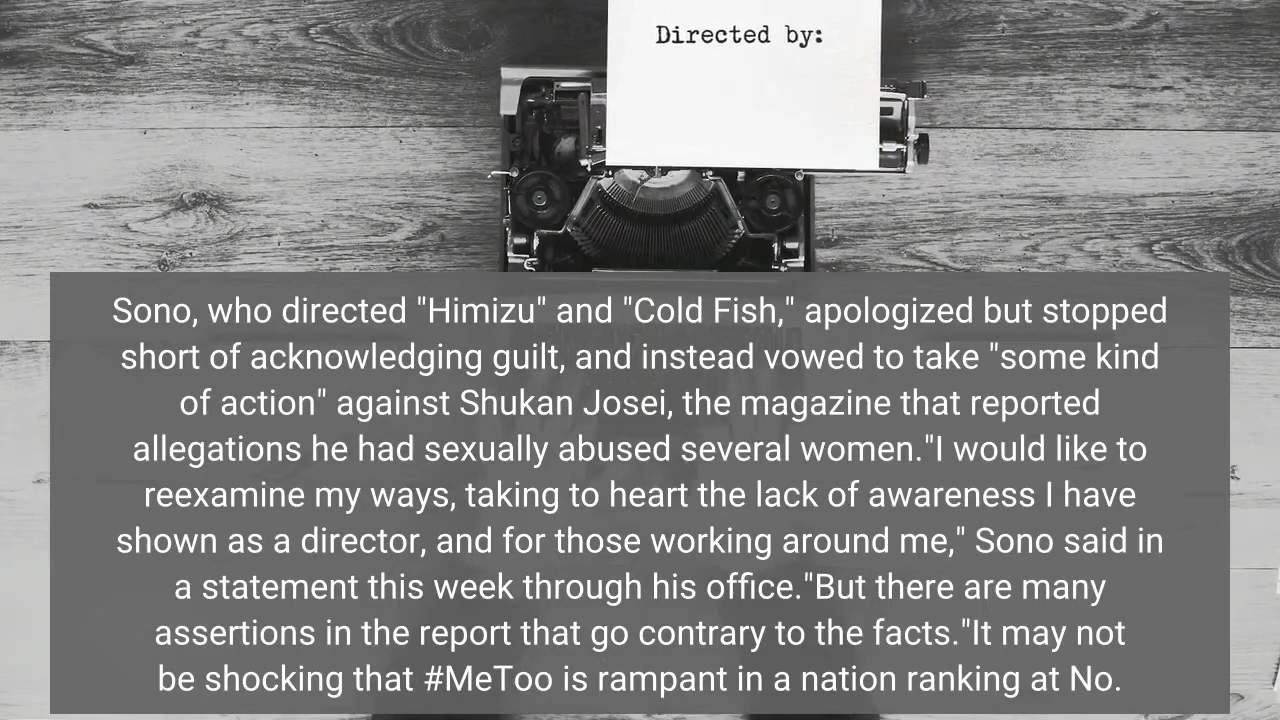 Directed by:
Sono, who directed "Himizu" and "Cold Fish," apologized but stopped
short of acknowledging guilt, and instead vowed to take "some kind
of action" against Shukan Josei, the magazine that reported
allegations he had sexually abused several women."I would like to
reexamine my ways, taking to heart the lack of awareness I have
shown as a director, and for those working around me," Sono said in
a statement this week through his office."But there are many
assertions in the report that go contrary to the facts."It may not
be shocking that #MeToo is rampant in a nation ranking at No.